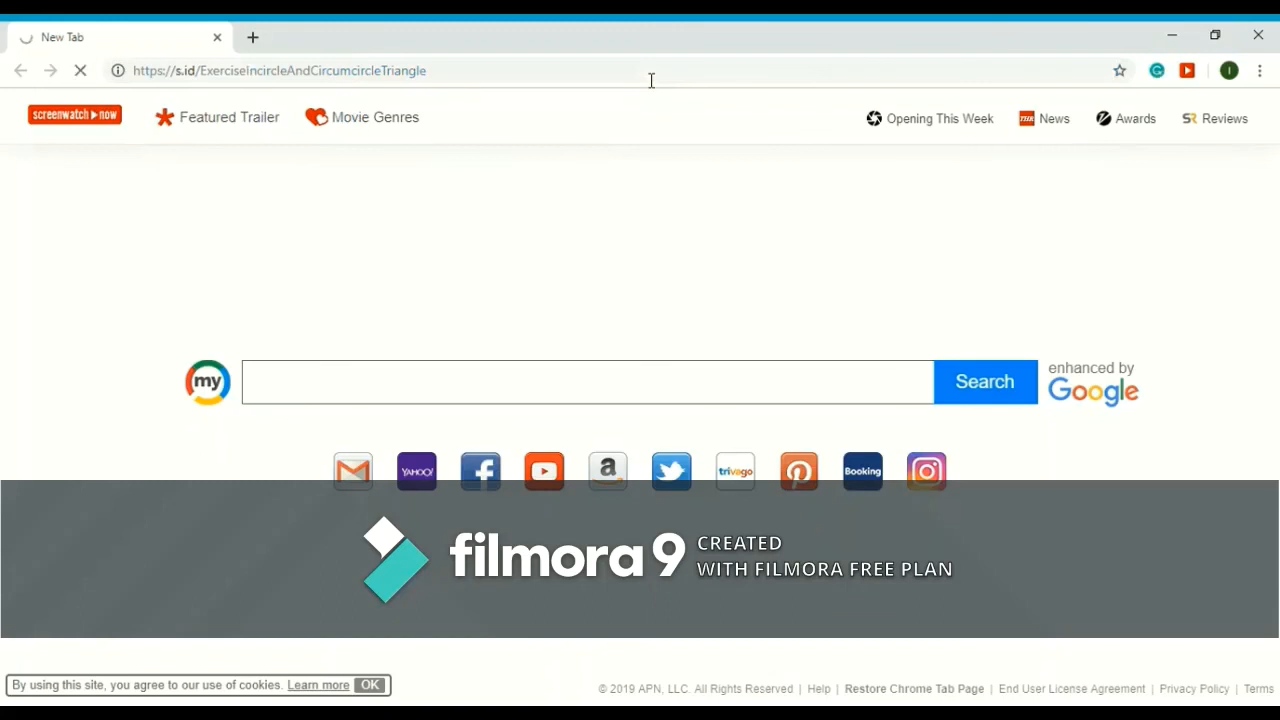 New Tab
https://s.id/ExerciseIncircleAndCircumcircleTriangle
I
screenwatch now
Featured Trailer
Movie Genres
Opening This Week
THR
News
Awards
SR
Reviews
my
Search
enhanced by
Google
YAHOO!
f
a
trivago
Booking
filmora 9
CREATED
WITH FILMORA FREE PLAN
By using this site, you agree to our use of cookies. Learn more OK
© 2019 APN, LLC. All Rights Reserved | Help | Restore Chrome Tab Page | End User License Agreement | Privacy Policy | Terms